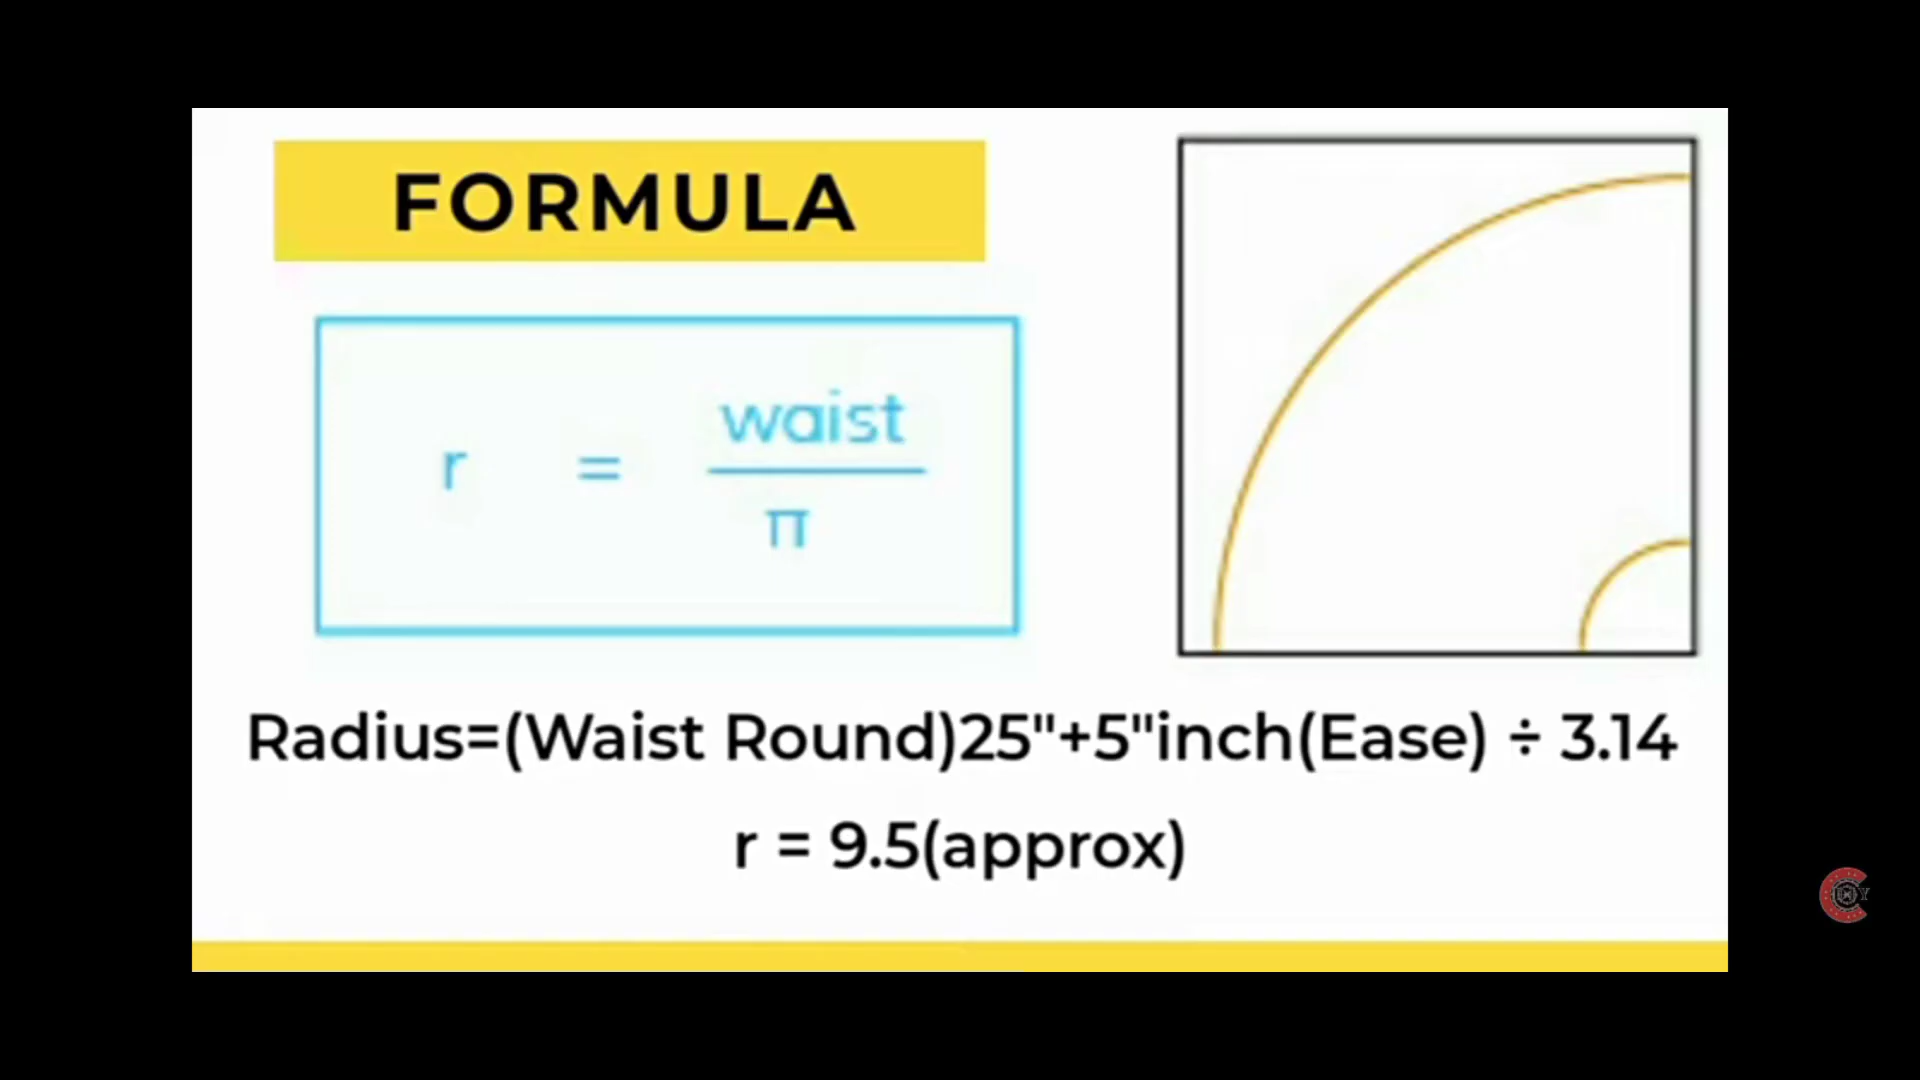 FORMULA
r = waist
π
Radius=(Waist Round)25"+5"inch(Ease) ÷ 3.14
r = 9.5(approx)